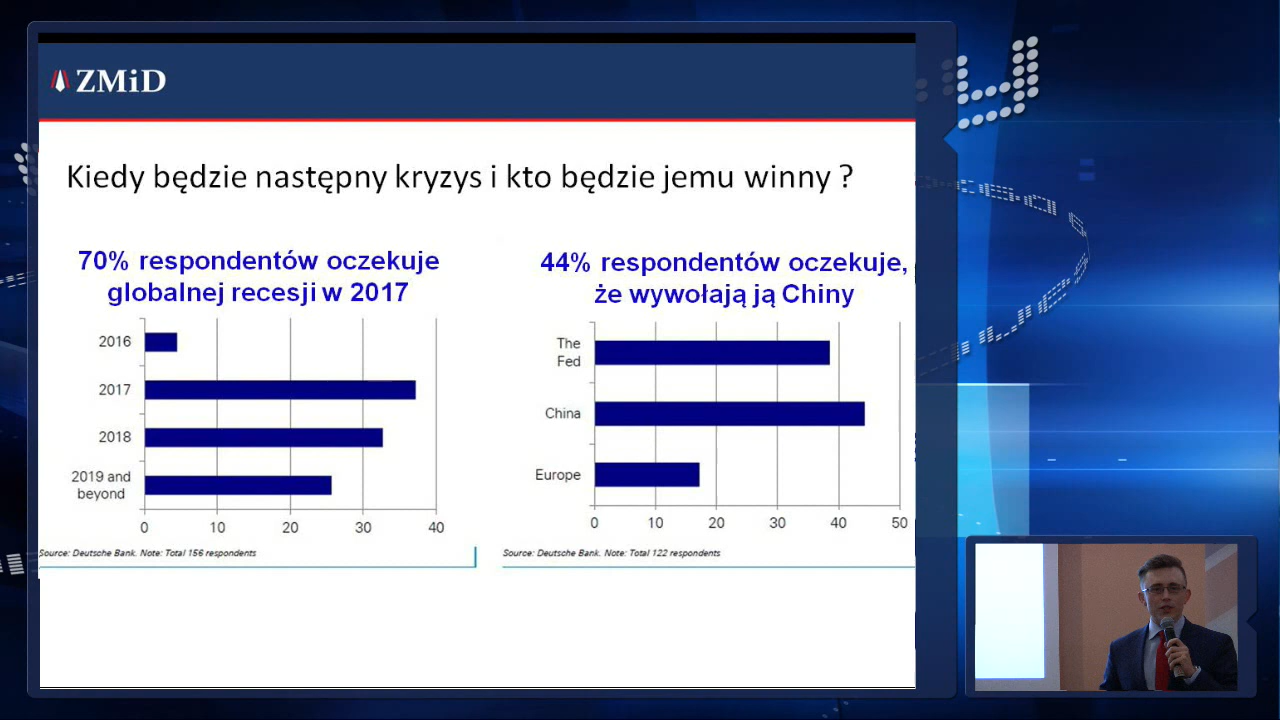 ZMiD
Kiedy będzie następny kryzys i kto będzie jemu winny ?
70% respondentów oczekuje
globalnej recesji w 2017
2016
2017
2018
2019 and
beyond
0 10 20 30 40
Source: Deutsche Bank. Note: Total 156 respondents
44% respondentów oczekuje,
że wywołają ją Chiny
The
Fed
China
Europe
0 10 20 30 40 50
Source: Deutsche Bank. Note: Total 122 respondents